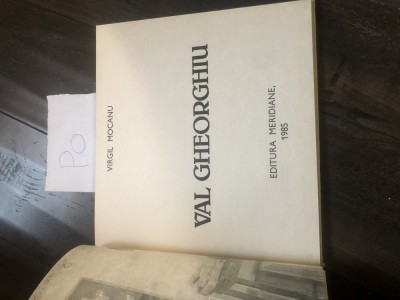 VIRGIL MOCANU
VAL GHEORGHIU
EDITURA MERIDIANE,
1985
PO